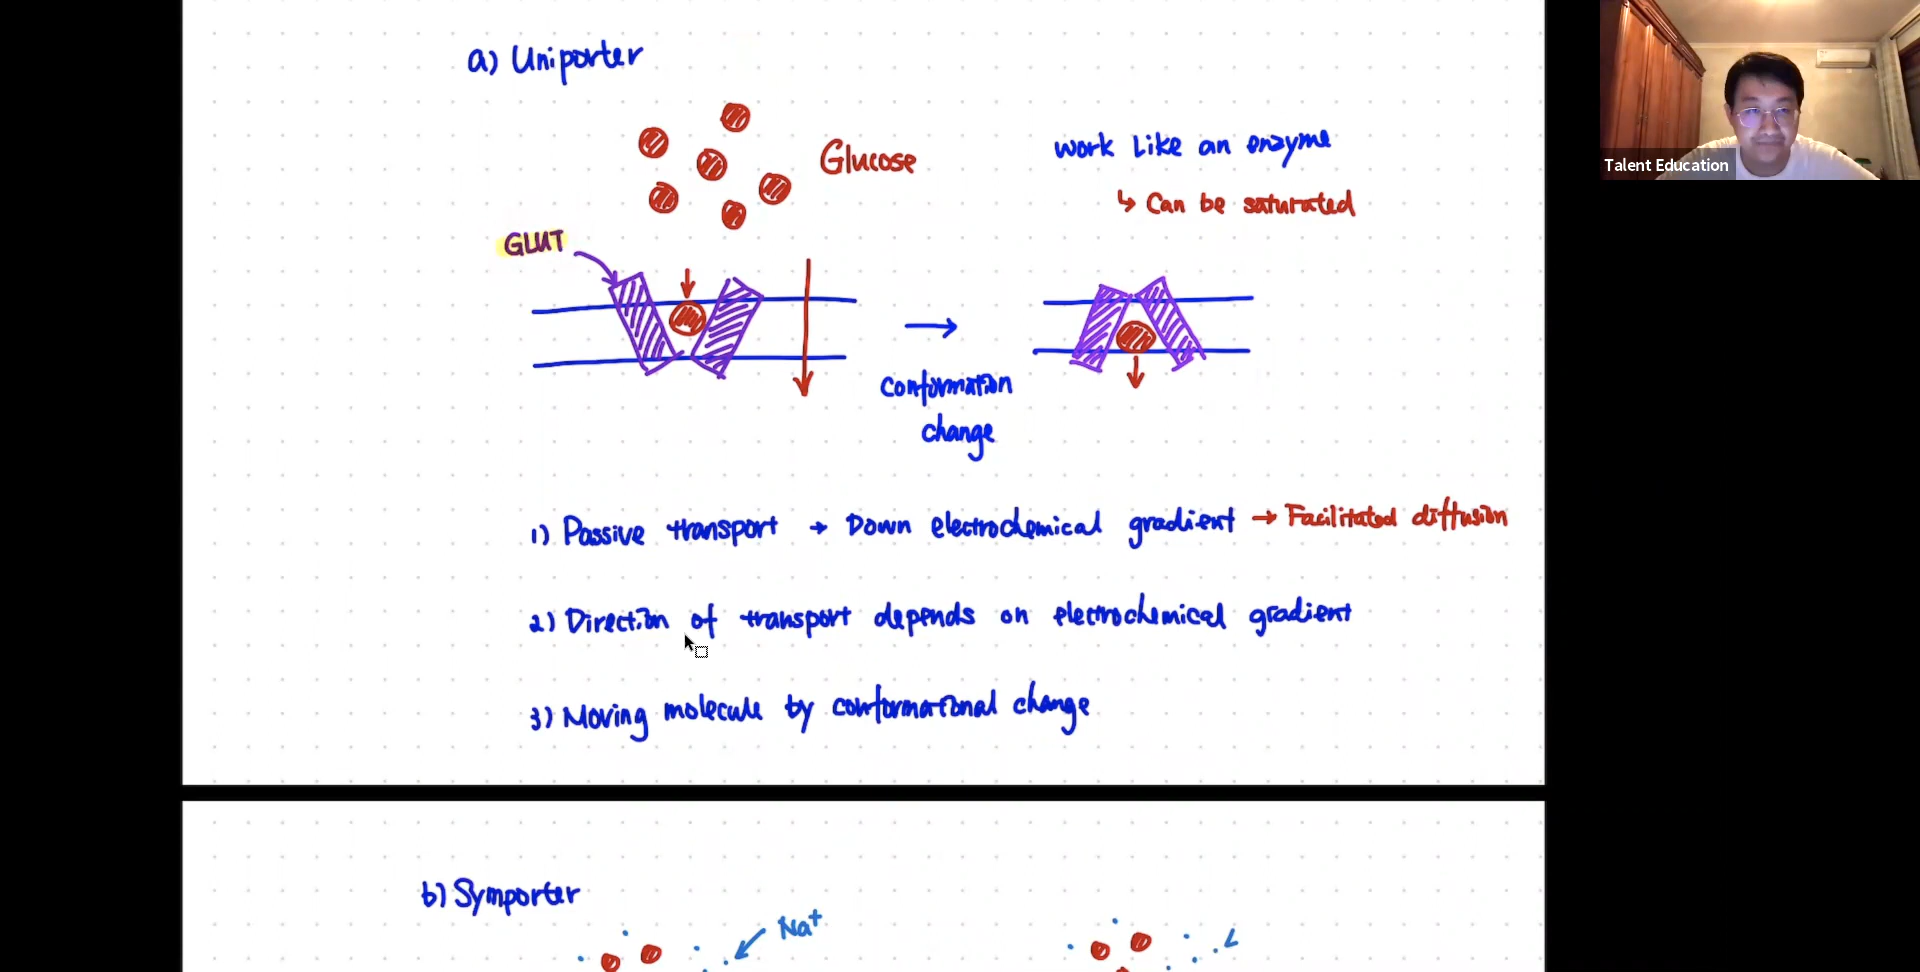 a) Uniporter
Glucose
work like an enzyme
Talent Education
↳ Can be saturated
GLUT
→
conformation
change
1) Passive transport → Down electrochemical gradient → Facilitated diffusion
2) Direction of transport depends on electrochemical gradient
3) Moving molecule by conformational change
b) Symporter
Na+